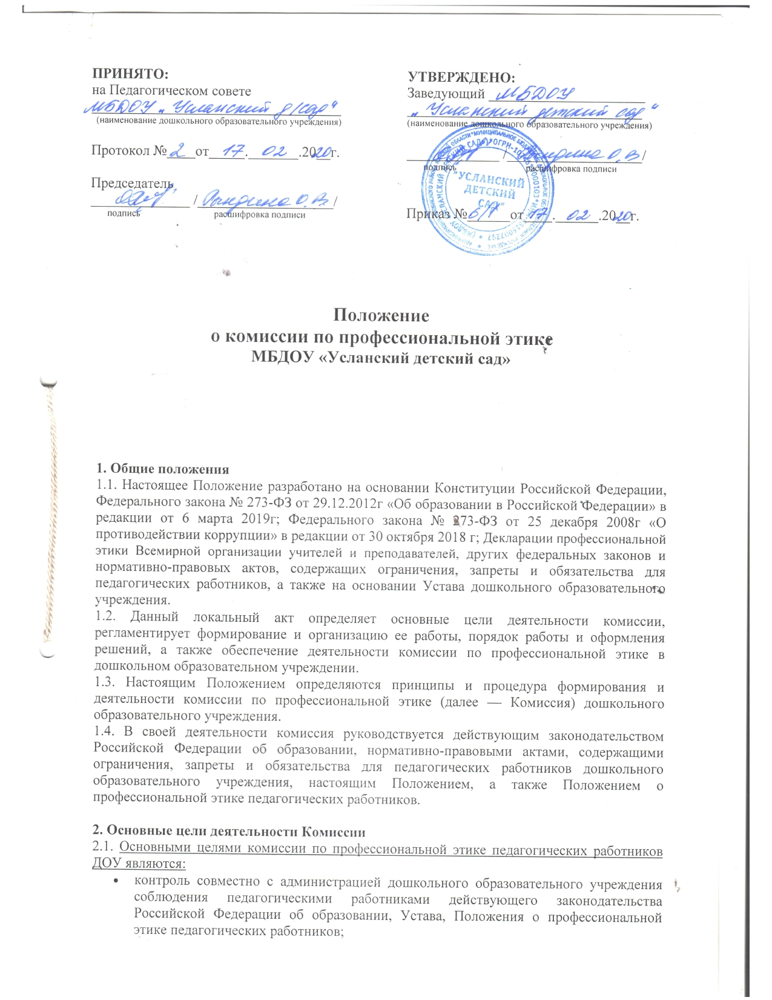 ПРИНЯТО:
на Педагогическом совете
МБДОУ „Усланский д/сад"
(наименование дошкольного образовательного учреждения)
Протокол № 2 от 17. 02 .2020г.
Председатель
/ Рындина О.В /
подпись расшифровка подписи
УТВЕРЖДЕНО:
Заведующий МБДОУ
„Усланский детский сад"
(наименование дошкольного образовательного учреждения)
/ Рындина О.В /
подпись расшифровка подписи
"УСЛАНСКИЙ
ДЕТСКИЙ
САД"
Приказ № 6/1 от 17. 02 .2020г.
Положение
о комиссии по профессиональной этике
МБДОУ «Усланский детский сад»
1. Общие положения
1.1. Настоящее Положение разработано на основании Конституции Российской Федерации,
Федерального закона № 273-ФЗ от 29.12.2012г «Об образовании в Российской Федерации» в
редакции от 6 марта 2019г; Федерального закона № 273-ФЗ от 25 декабря 2008г «О
противодействии коррупции» в редакции от 30 октября 2018 г; Декларации профессиональной
этики Всемирной организации учителей и преподавателей, других федеральных законов и
нормативно-правовых актов, содержащих ограничения, запреты и обязательства для
педагогических работников, а также на основании Устава дошкольного образовательного
учреждения.
1.2. Данный локальный акт определяет основные цели деятельности комиссии,
регламентирует формирование и организацию ее работы, порядок работы и оформления
решений, а также обеспечение деятельности комиссии по профессиональной этике в
дошкольном образовательном учреждении.
1.3. Настоящим Положением определяются принципы и процедура формирования и
деятельности комиссии по профессиональной этике (далее — Комиссия) дошкольного
образовательного учреждения.
1.4. В своей деятельности комиссия руководствуется действующим законодательством
Российской Федерации об образовании, нормативно-правовыми актами, содержащими
ограничения, запреты и обязательства для педагогических работников дошкольного
образовательного учреждения, настоящим Положением, а также Положением о
профессиональной этике педагогических работников.
2. Основные цели деятельности Комиссии
2.1. Основными целями комиссии по профессиональной этике педагогических работников
ДОУ являются:
• контроль совместно с администрацией дошкольного образовательного учреждения
соблюдения педагогическими работниками действующего законодательства
Российской Федерации об образовании, Устава, Положения о профессиональной
этике педагогических работников;